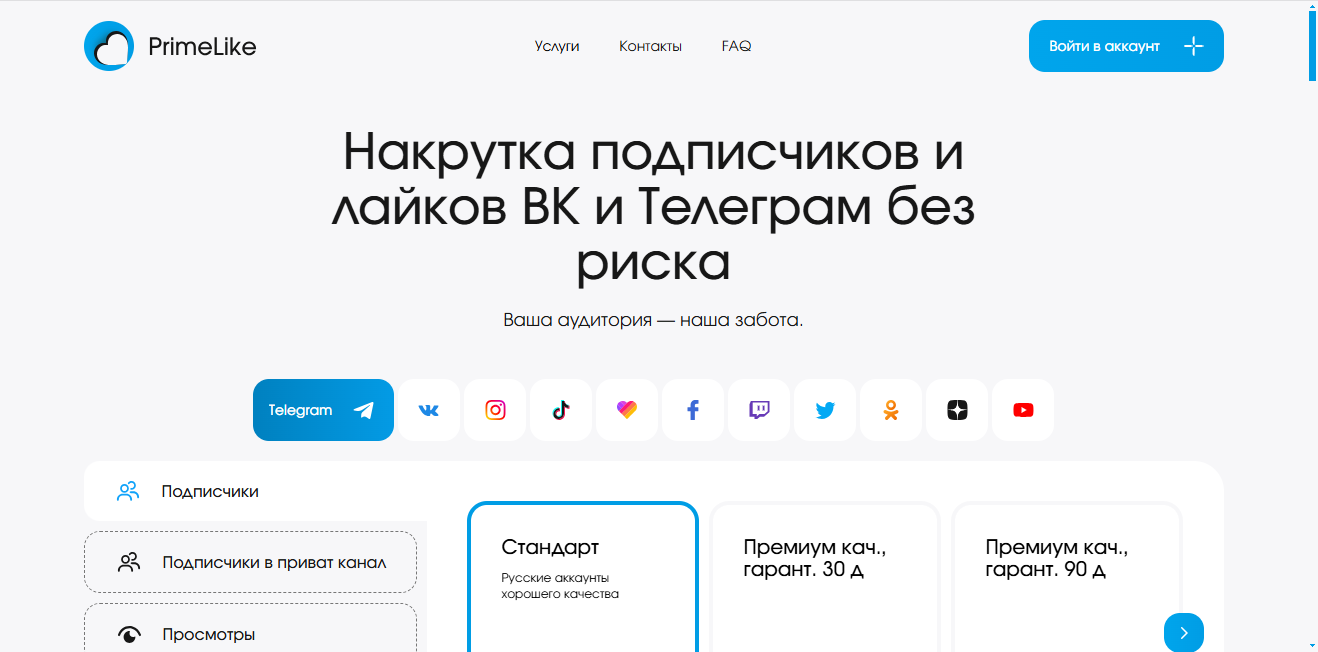 PrimeLike
Услуги
Контакты
FAQ
Войти в аккаунт
Накрутка подписчиков и
лайков ВК и Телеграм без
риска
Ваша аудитория — наша забота.
Telegram
Подписчики
Подписчики в приват канал
Просмотры
Стандарт
Русские аккаунты
хорошего качества
Премиум кач.,
гарант. 30 д
Премиум кач.,
гарант. 90 д